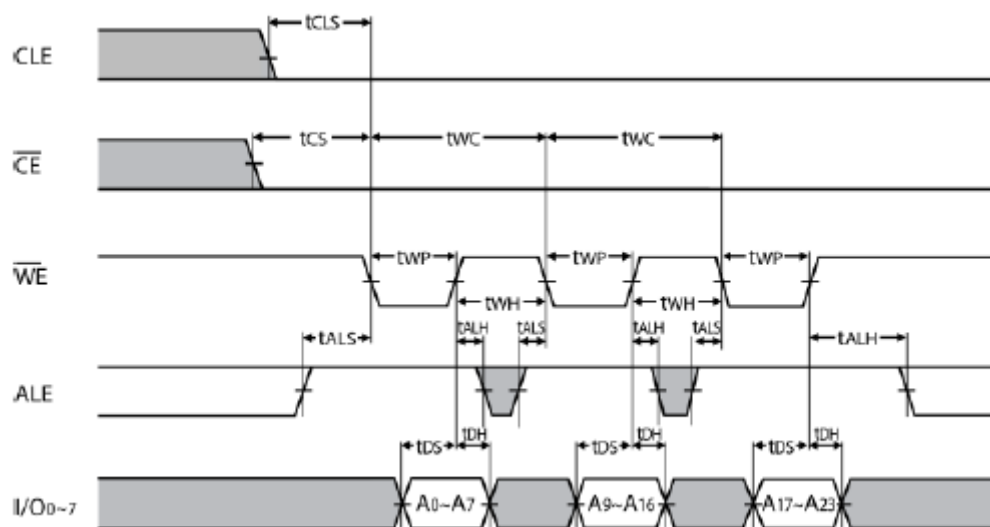 tCLS
CLE
tCS tWC tWC
CE
tWP tWP tWP
WE
tWH tWH
tALS tALH tALS tALH tALS tALH
ALE
tDS tDH tDS tDH tDS tDH
I/O0~7 A0~A7 A9~A16 A17~A23